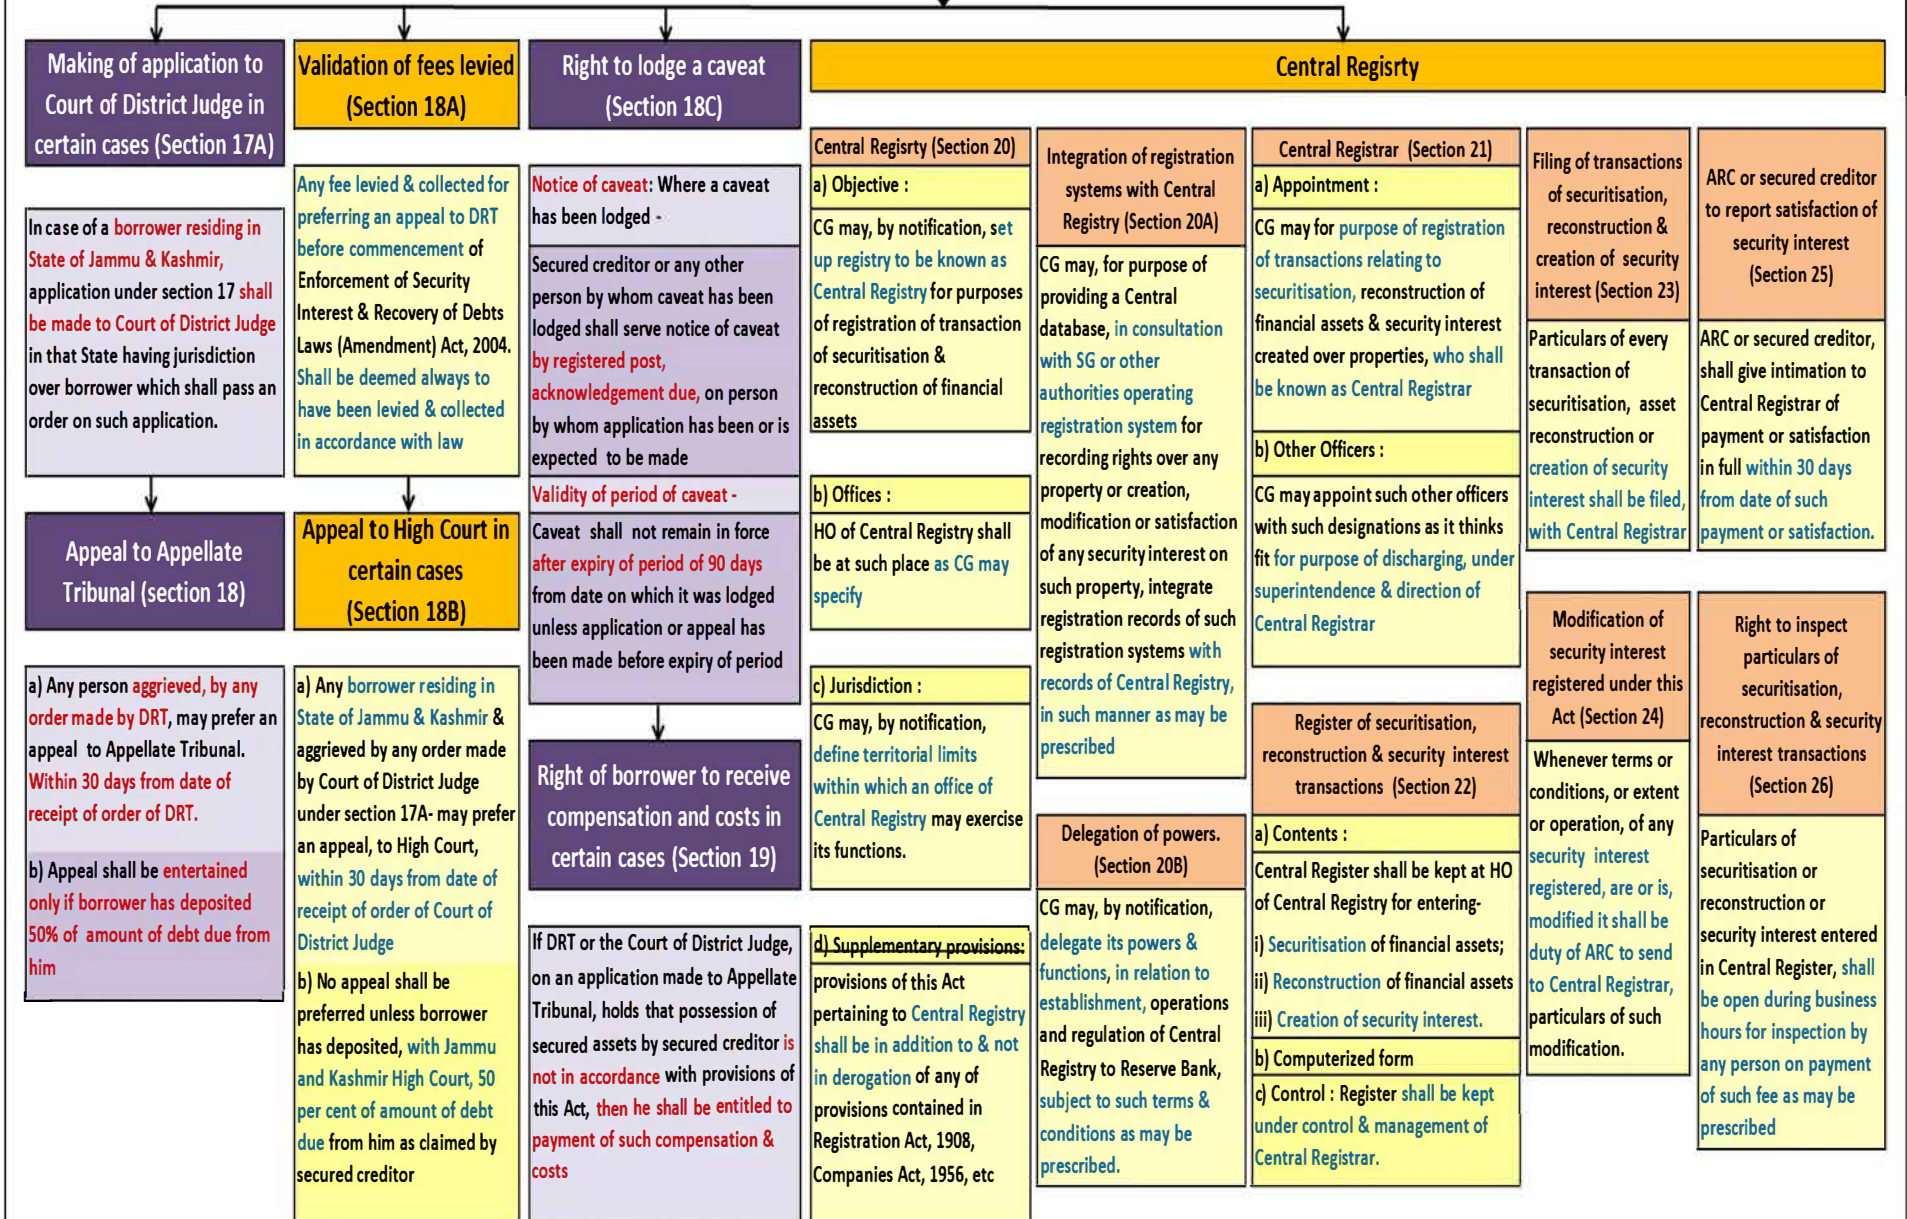 Making of application to
Court of District Judge in
certain cases (Section 17A)
In case of a borrower residing in
State of Jammu & Kashmir,
application under section 17 shall
be made to Court of District Judge
in that State having jurisdiction
over borrower which shall pass an
order on such application.
Appeal to Appellate
Tribunal (section 18)
a) Any person aggrieved, by any
order made by DRT, may prefer an
appeal to Appellate Tribunal.
Within 30 days from date of
receipt of order of DRT.
b) Appeal shall be entertained
only if borrower has deposited
50% of amount of debt due from
him
Validation of fees levied
(Section 18A)
Any fee levied & collected for
preferring an appeal to DRT
before commencement of
Enforcement of Security
Interest & Recovery of Debts
Laws (Amendment) Act, 2004.
Shall be deemed always to
have been levied & collected
in accordance with law
Appeal to High Court in
certain cases
(Section 18B)
a) Any borrower residing in
State of Jammu & Kashmir &
aggrieved by any order made
by Court of District Judge
under section 17A- may prefer
an appeal, to High Court,
within 30 days from date of
receipt of order of Court of
District Judge
b) No appeal shall be
preferred unless borrower
has deposited, with Jammu
and Kashmir High Court, 50
per cent of amount of debt
due from him as claimed by
secured creditor
Right to lodge a caveat
(Section 18C)
Notice of caveat: Where a caveat
has been lodged -
Secured creditor or any other
person by whom caveat has been
lodged shall serve notice of caveat
by registered post,
acknowledgement due, on person
by whom application has been or is
expected to be made
Validity of period of caveat -
Caveat shall not remain in force
after expiry of period of 90 days
from date on which it was lodged
unless application or appeal has
been made before expiry of period
Right of borrower to receive
compensation and costs in
certain cases (Section 19)
If DRT or the Court of District Judge,
on an application made to Appellate
Tribunal, holds that possession of
secured assets by secured creditor is
not in accordance with provisions of
this Act, then he shall be entitled to
payment of such compensation &
costs
Central Regisrty
Central Regisrty (Section 20)
a) Objective :
CG may, by notification, set
up registry to be known as
Central Registry for purposes
of registration of transaction
of securitisation &
reconstruction of financial
assets
b) Offices :
HO of Central Registry shall
be at such place as CG may
specify
c) Jurisdiction :
CG may, by notification,
define territorial limits
within which an office of
Central Registry may exercise
its functions.
d) Supplementary provisions:
provisions of this Act
pertaining to Central Registry
shall be in addition to & not
in derogation of any of
provisions contained in
Registration Act, 1908,
Companies Act, 1956, etc
Integration of registration
systems with Central
Registry (Section 20A)
CG may, for purpose of
providing a Central
database, in consultation
with SG or other
authorities operating
registration system for
recording rights over any
property or creation,
modification or satisfaction
of any security interest on
such property, integrate
registration records of such
registration systems with
records of Central Registry,
in such manner as may be
prescribed
Delegation of powers.
(Section 20B)
CG may, by notification,
delegate its powers &
functions, in relation to
establishment, operations
and regulation of Central
Registry to Reserve Bank,
subject to such terms &
conditions as may be
prescribed.
Central Registrar (Section 21)
a) Appointment :
CG may for purpose of registration
of transactions relating to
securitisation, reconstruction of
financial assets & security interest
created over properties, who shall
be known as Central Registrar
b) Other Officers :
CG may appoint such other officers
with such designations as it thinks
fit for purpose of discharging, under
superintendence & direction of
Central Registrar
Register of securitisation,
reconstruction & security interest
transactions (Section 22)
a) Contents :
Central Register shall be kept at HO
of Central Registry for entering-
i) Securitisation of financial assets;
ii) Reconstruction of financial assets
iii) Creation of security interest.
b) Computerized form
c) Control : Register shall be kept
under control & management of
Central Registrar.
Filing of transactions
of securitisation,
reconstruction &
creation of security
interest (Section 23)
Particulars of every
transaction of
securitisation, asset
reconstruction or
creation of security
interest shall be filed,
with Central Registrar
Modification of
security interest
registered under this
Act (Section 24)
Whenever terms or
conditions, or extent
or operation, of any
security interest
registered, are or is,
modified it shall be
duty of ARC to send
to Central Registrar,
particulars of such
modification.
ARC or secured creditor
to report satisfaction of
security interest
(Section 25)
ARC or secured creditor,
shall give intimation to
Central Registrar of
payment or satisfaction
in full within 30 days
from date of such
payment or satisfaction.
Right to inspect
particulars of
securitisation,
reconstruction & security
interest transactions
(Section 26)
Particulars of
securitisation or
reconstruction or
security interest entered
in Central Register, shall
be open during business
hours for inspection by
any person on payment
of such fee as may be
prescribed